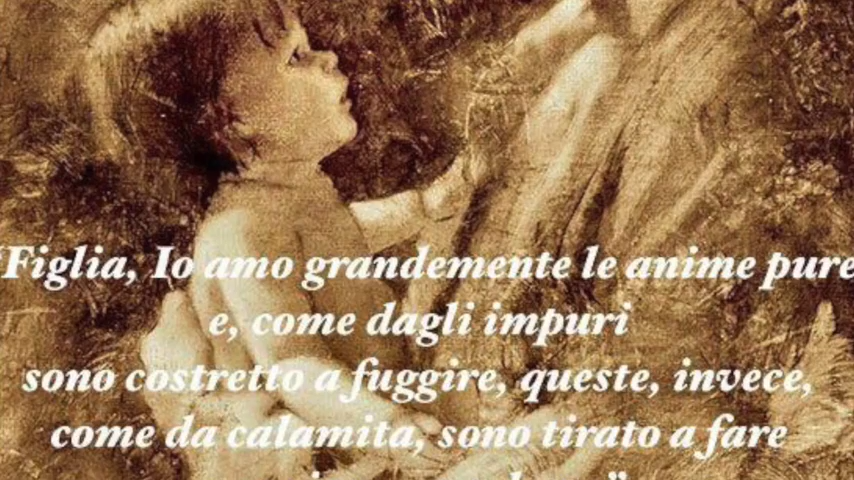 “Figlia, Io amo grandemente le anime pure
e, come dagli impuri
sono costretto a fuggire, queste, invece,
come da calamita, sono tirato a fare